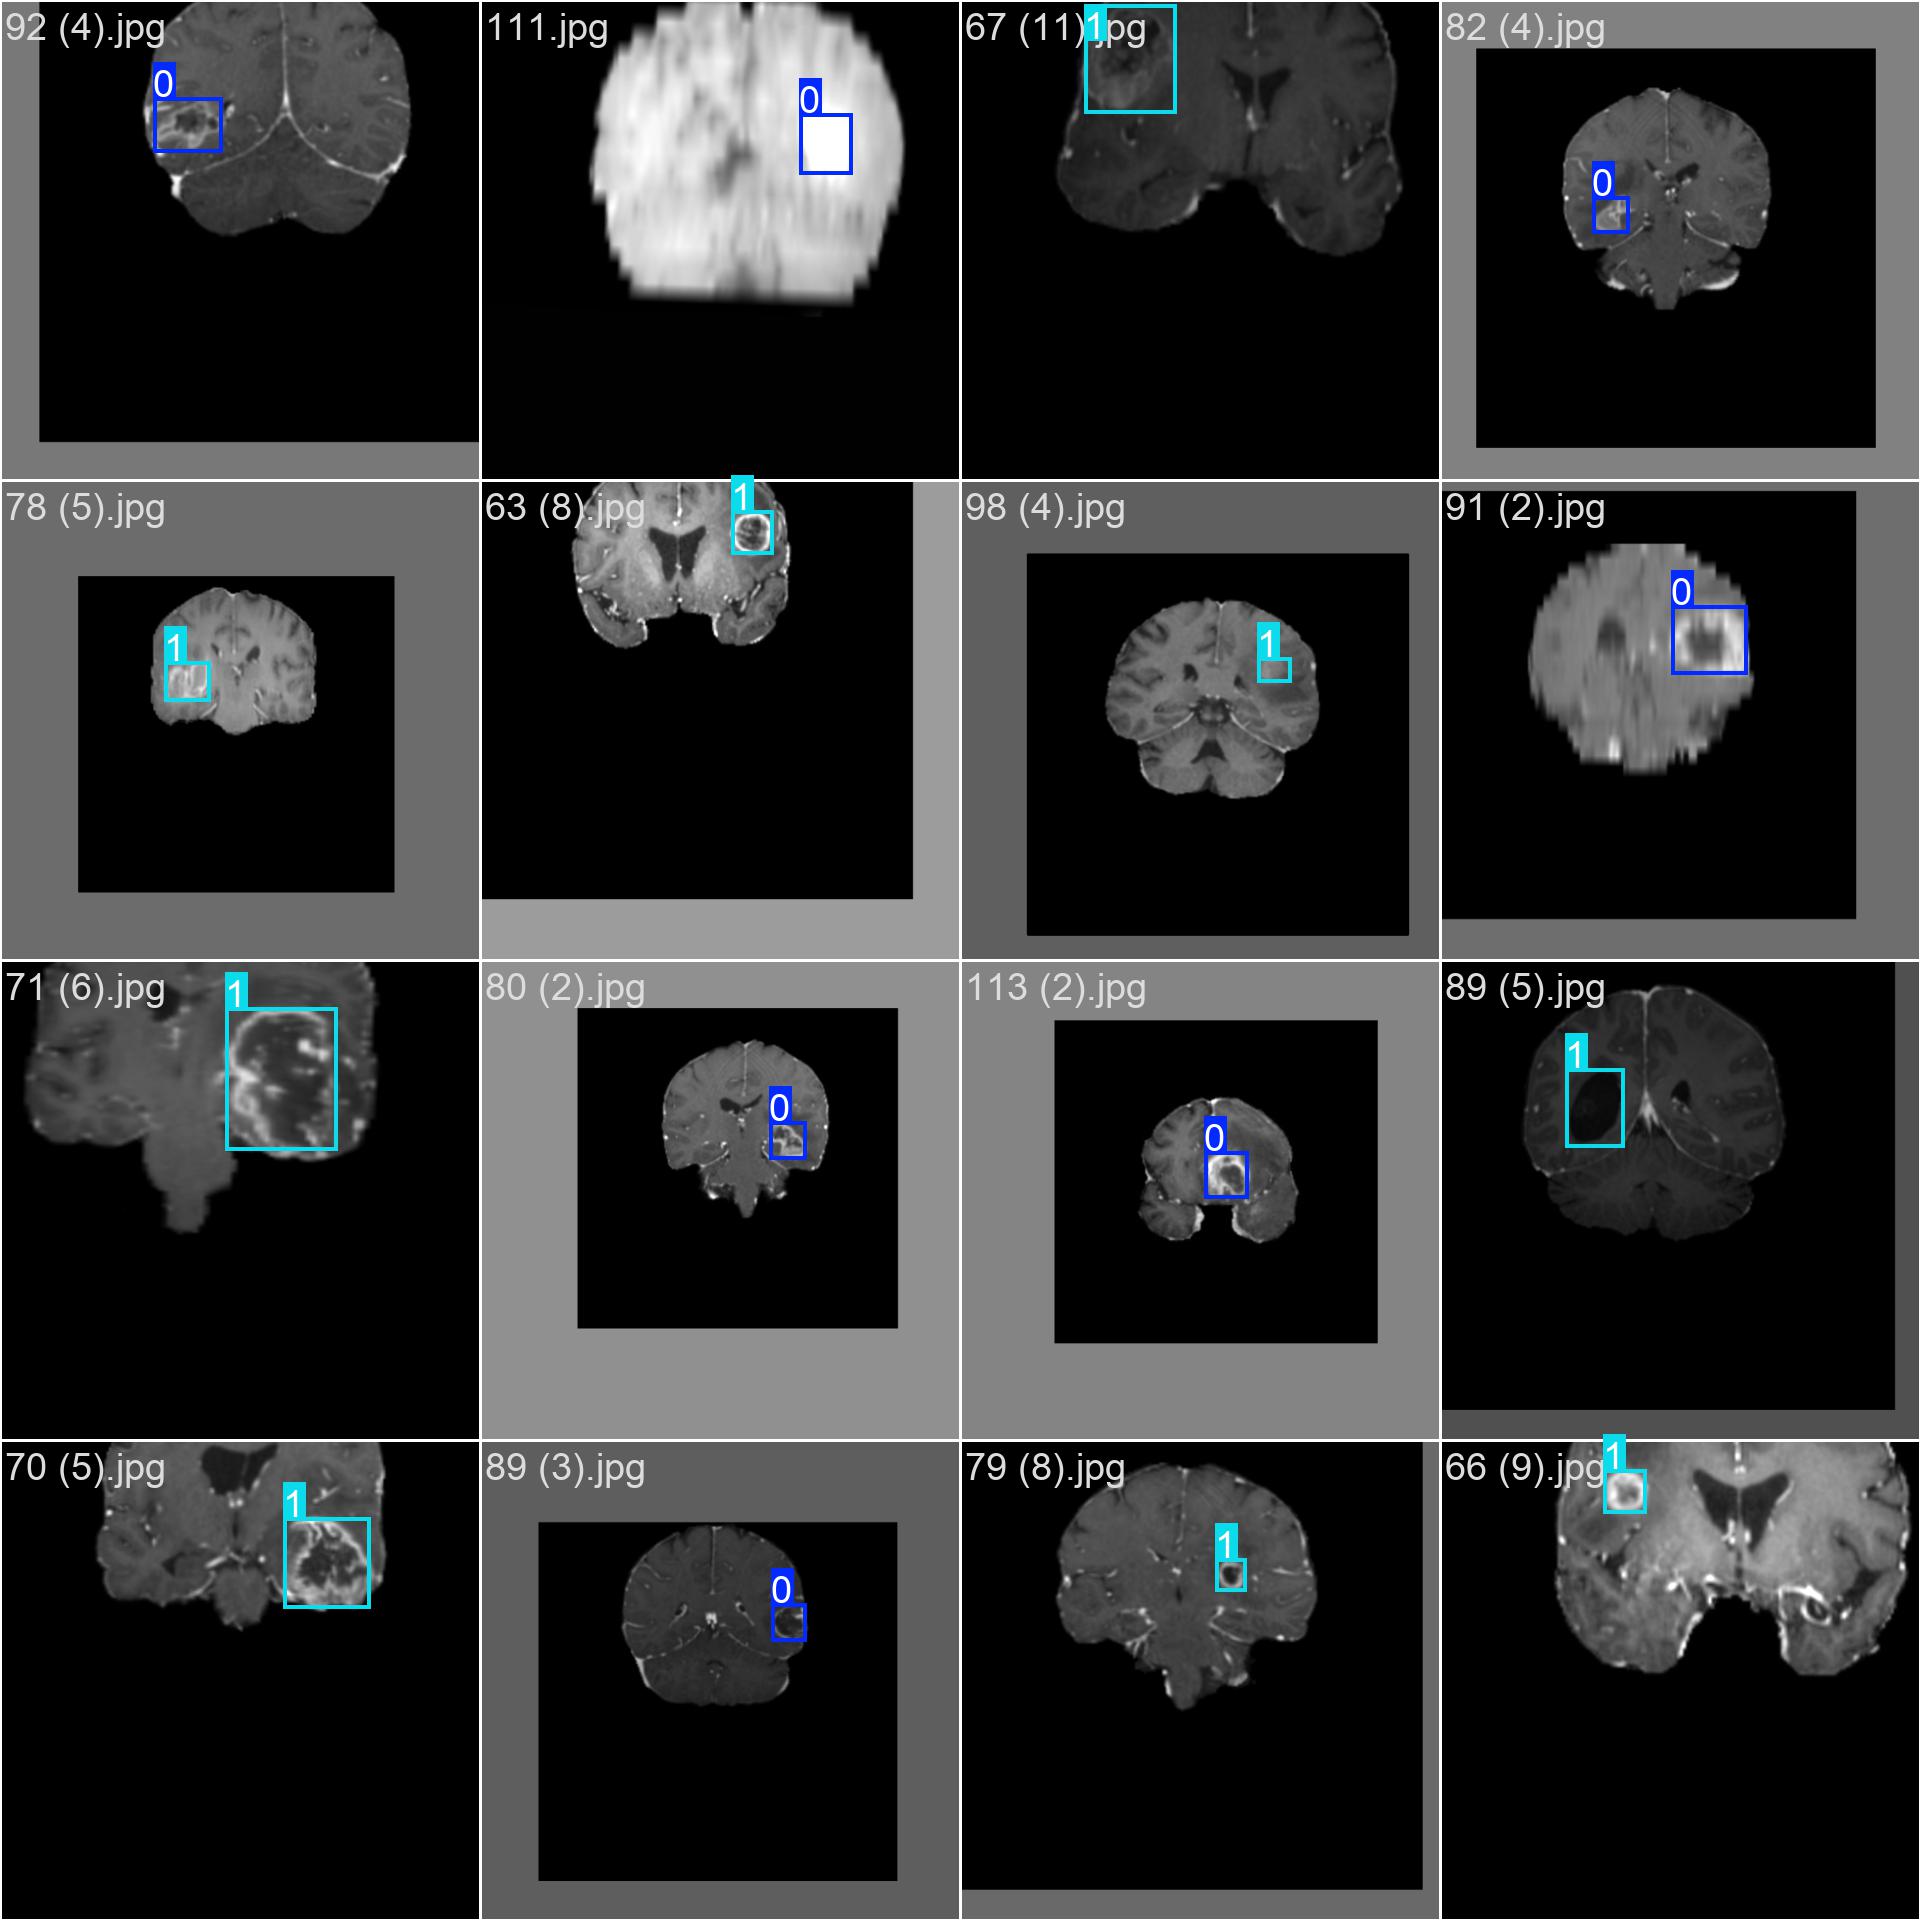 92 (4).jpg
0
111.jpg
0
67 (11).jpg
1
82 (4).jpg
0
78 (5).jpg
1
63 (8).jpg
1
98 (4).jpg
1
91 (2).jpg
0
71 (6).jpg
1
80 (2).jpg
0
113 (2).jpg
0
89 (5).jpg
1
70 (5).jpg
1
89 (3).jpg
0
79 (8).jpg
1
66 (9).jpg
1